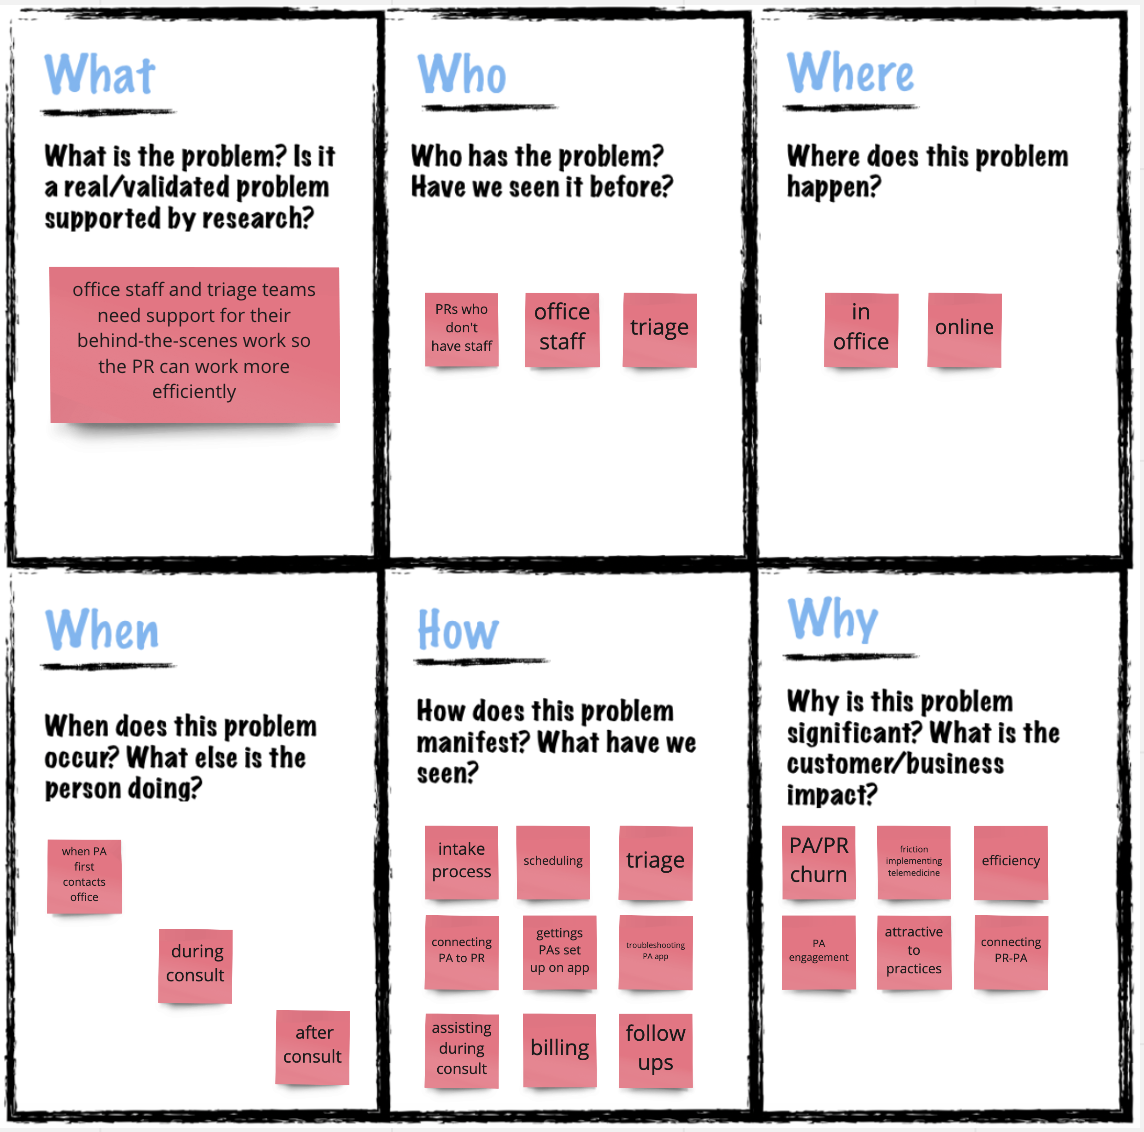 What
What is the problem? Is it
a real/validated problem
supported by research?
office staff and triage teams
need support for their
behind-the-scenes work so
the PR can work more
efficiently
Who
Who has the problem?
Have we seen it before?
PRs who
don't
have staff
office
staff
triage
Where
Where does this problem
happen?
in
office
online
When
When does this problem
occur? What else is the
person doing?
when PA
first
contacts
office
during
consult
after
consult
How
How does this problem
manifest? What have we
seen?
intake
process
scheduling
triage
connecting
PA to PR
gettings
PAs set
up on app
troubleshooting
PA app
assisting
during
consult
billing
follow
ups
Why
Why is this problem
significant? What is the
customer/business
impact?
PA/PR
churn
friction
implementing
telemedicine
efficiency
PA
engagement
attractive
to
practices
connecting
PR-PA